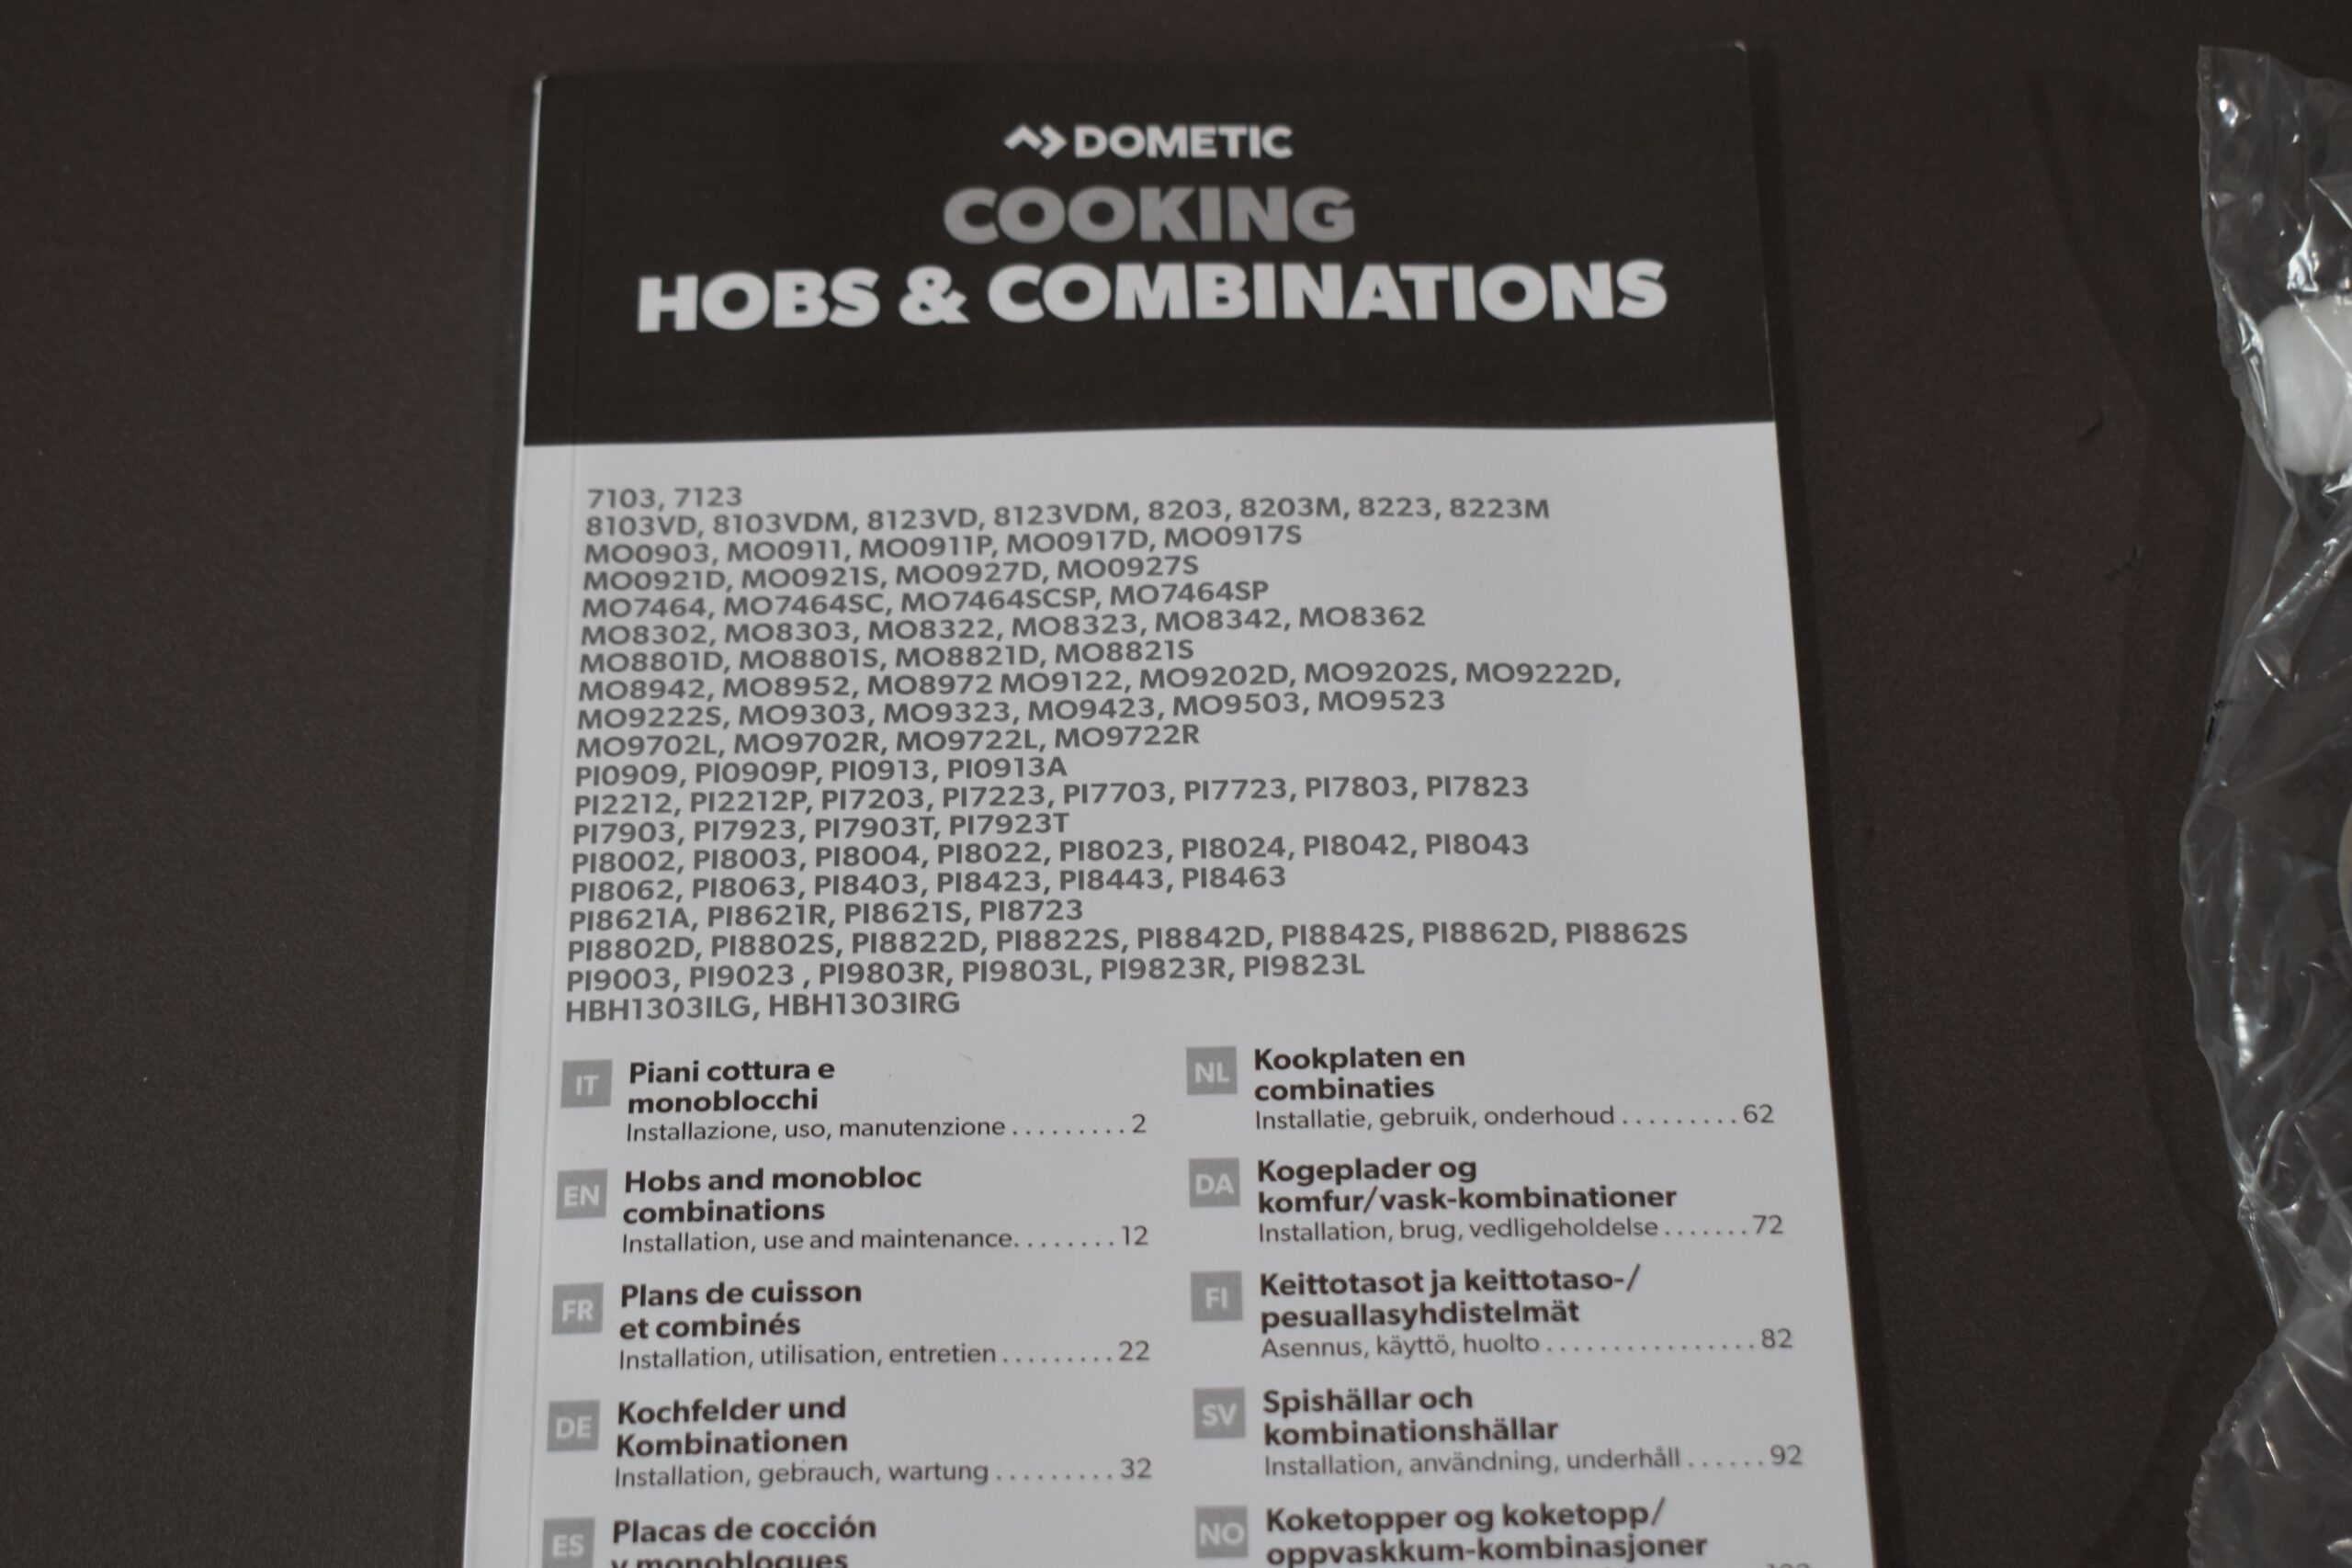 DOMETIC
COOKING
HOBS & COMBINATIONS
7103, 7123
8103VD, 8103VDM, 8123VD, 8123VDM, 8203, 8203M, 8223, 8223M
MO0903, MO0911, MO0911P, MO0917D, MO0917S
MO0921D, MO0921S, MO0927D, MO0927S
MO7464, MO7464SC, MO7464SCSP, MO7464SP
MO8302, MO8303, MO8322, MO8323, MO8342, MO8362
MO8801D, MO8801S, MO8821D, MO8821S
MO8942, MO8952, MO8972 MO9122, MO9202D, MO9202S, MO9222D,
MO9222S, MO9303, MO9323, MO9423, MO9503, MO9523
MO9702L, MO9702R, MO9722L, MO9722R
PI0909, PI0909P, PI0913, PI0913A
PI2212, PI2212P, PI7203, PI7223, PI7703, PI7723, PI7803, PI7823
PI7903, PI7923, PI7903T, PI7923T
PI8002, PI8003, PI8004, PI8022, PI8023, PI8024, PI8042, PI8043
PI8062, PI8063, PI8403, PI8423, PI8443, PI8463
PI8621A, PI8621R, PI8621S, PI8723
PI8802D, PI8802S, PI8822D, PI8822S, PI8842D, PI8842S, PI8862D, PI8862S
PI9003, PI9023 , PI9803R, PI9803L, PI9823R, PI9823L
HBH1303ILG, HBH1303IRG
IT Piani cottura e
monoblocchi
Installazione, uso, manutenzione . . . . . . . . . 2
EN Hobs and monobloc
combinations
Installation, use and maintenance. . . . . . . . 12
FR Plans de cuisson
et combinés
Installation, utilisation, entretien . . . . . . . . . 22
DE Kochfelder und
Kombinationen
Installation, gebrauch, wartung . . . . . . . . . 32
ES Placas de cocción
y monobloques
NL Kookplaten en
combinaties
Installatie, gebruik, onderhoud . . . . . . . . . 62
DA Kogeplader og
komfur/vask-kombinationer
Installation, brug, vedligeholdelse . . . . . . . 72
FI Keittotasot ja keittotaso-/
pesuallasyhdistelmät
Asennus, käyttö, huolto . . . . . . . . . . . . . . . . 82
SV Spishällar och
kombinationshällar
Installation, användning, underhåll . . . . . . 92
NO Koketopper og koketopp/
oppvaskkum-kombinasjoner